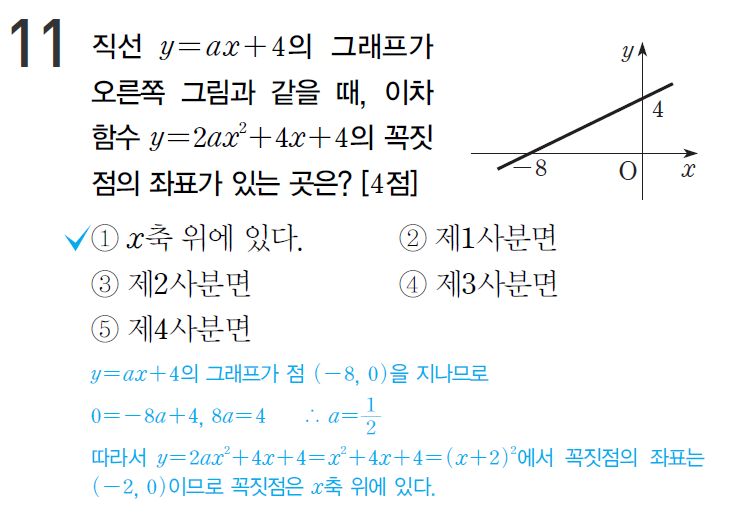 11
직선 y=ax+4의 그래프가
오른쪽 그림과 같을 때, 이차
함수 y=2ax²+4x+4의 꼭짓
점의 좌표가 있는 곳은? [4점]
y
4
-8
O
x
① x축 위에 있다.
② 제1사분면
③ 제2사분면
④ 제3사분면
⑤ 제4사분면
y=ax+4의 그래프가 점 (-8, 0)을 지나므로
0=-8a+4, 8a=4 ∴ a=1/2
따라서 y=2ax²+4x+4=x²+4x+4=(x+2)²에서 꼭짓점의 좌표는
(-2, 0)이므로 꼭짓점은 x축 위에 있다.